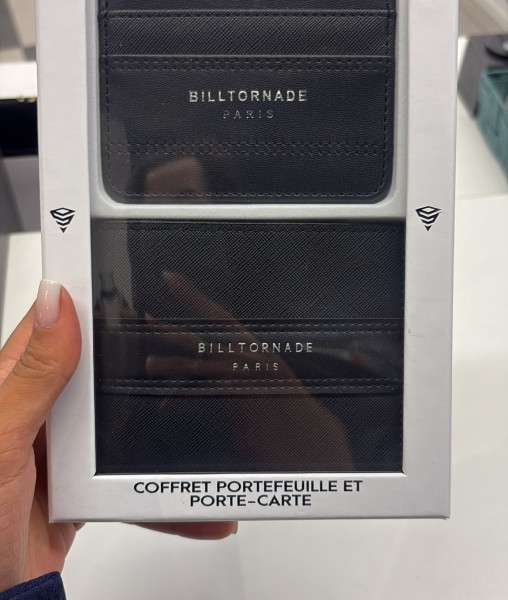 BILLTORNADE
PARIS
BILLTORNADE
PARIS
COFFRET PORTEFEUILLE ET
PORTE-CARTE